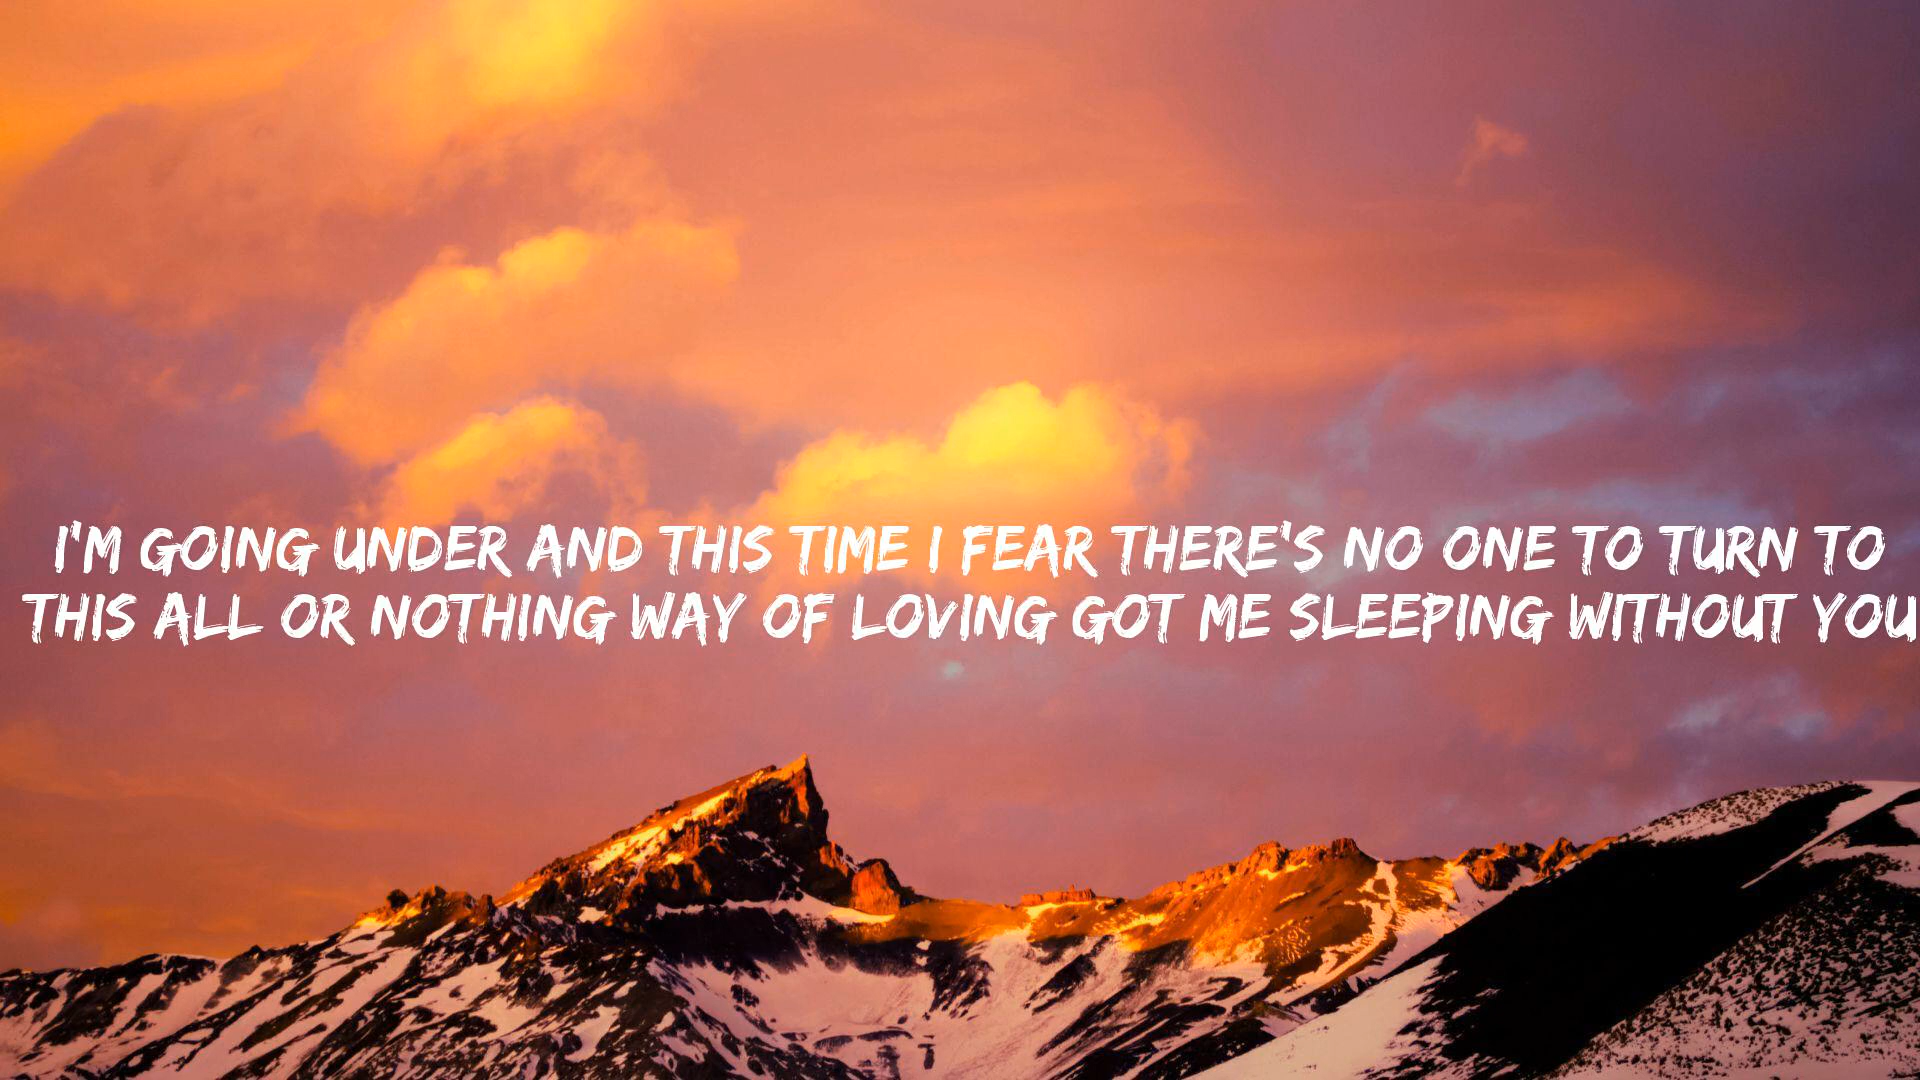 I'M GOING UNDER AND THIS TIME I FEAR THERE'S NO ONE TO TURN TO
THIS ALL OR NOTHING WAY OF LOVING GOT ME SLEEPING WITHOUT YOU